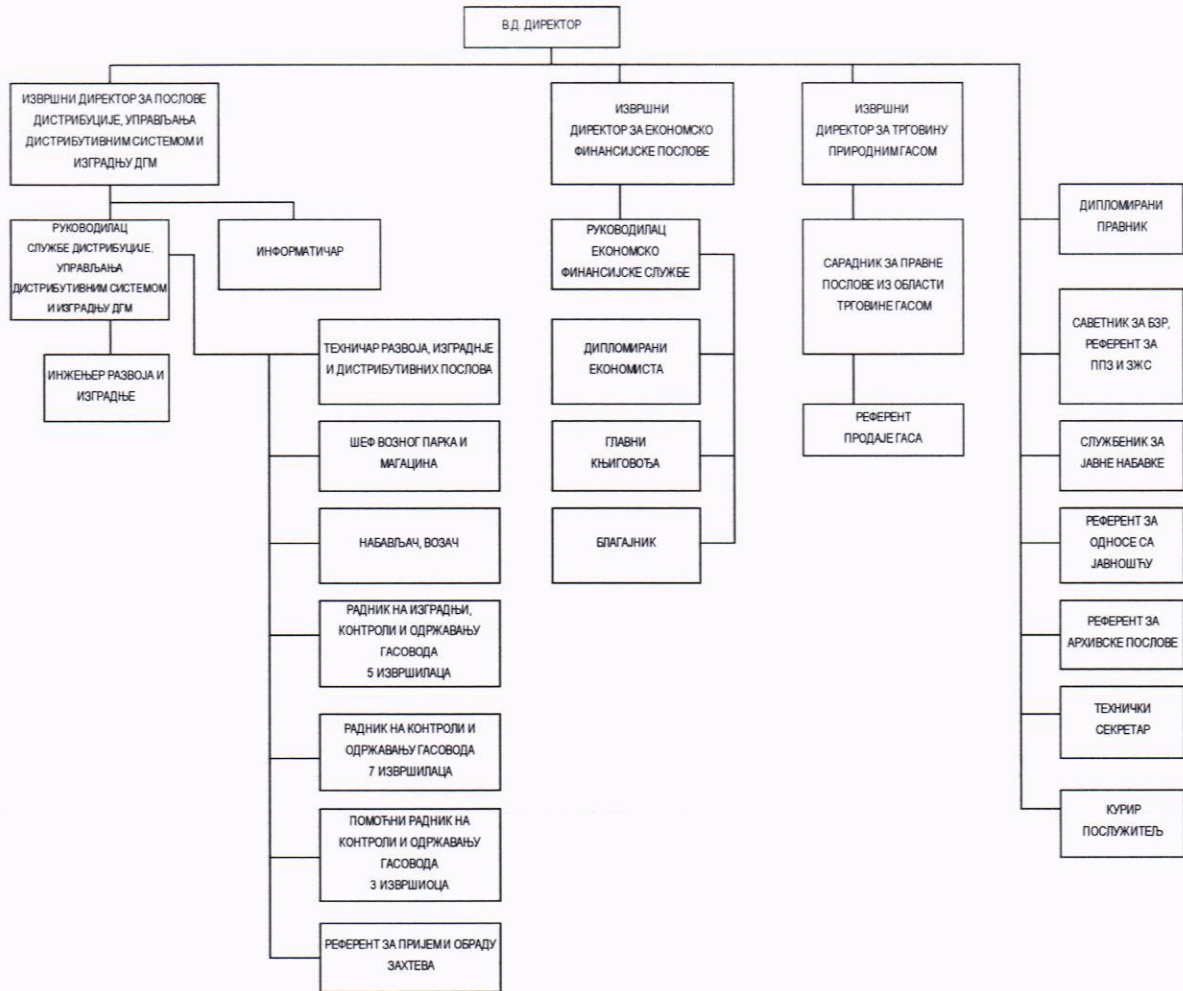 В.Д. ДИРЕКТОР
ИЗВРШНИ ДИРЕКТОР ЗА ПОСЛОВЕ
ДИСТРИБУЦИЈЕ, УПРАВЉАЊА
ДИСТРИБУТИВНИМ СИСТЕМОМ И
ИЗГРАДЊУ ДГМ
ИЗВРШНИ
ДИРЕКТОР ЗА ЕКОНОМСКО
ФИНАНСИЈСКЕ ПОСЛОВЕ
ИЗВРШНИ
ДИРЕКТОР ЗА ТРГОВИНУ
ПРИРОДНИМ ГАСОМ
РУКОВОДИЛАЦ
СЛУЖБЕ ДИСТРИБУЦИЈЕ,
УПРАВЉАЊА
ДИСТРИБУТИВНИМ СИСТЕМОМ
И ИЗГРАДЊУ ДГМ
ИНФОРМАТИЧАР
ИНЖЕЊЕР РАЗВОЈА И
ИЗГРАДЊЕ
ТЕХНИЧАР РАЗВОЈА, ИЗГРАДНЈЕ
И ДИСТРИБУТИВНИХ ПОСЛОВА
ШЕФ ВОЗНОГ ПАРКА И
МАГАЦИНА
НАБАВЉАЧ, ВОЗАЧ
РАДНИК НА ИЗГРАДЊИ,
КОНТРОЛИ И ОДРЖАВАЊУ
ГАСОВОДА
5 ИЗВРШИЛАЦА
РАДНИК НА КОНТРОЛИ И
ОДРЖАВАЊУ ГАСОВОДА
7 ИЗВРШИЛАЦА
ПОМОЋНИ РАДНИК НА
КОНТРОЛИ И ОДРЖАВАЊУ
ГАСОВОДА
3 ИЗВРШИОЦА
РЕФЕРЕНТ ЗА ПРИЈЕМ И ОБРАДУ
ЗАХТЕВА
РУКОВОДИЛАЦ
ЕКОНОМСКО
ФИНАНСИЈСКЕ СЛУЖБЕ
ДИПЛОМИРАНИ
ЕКОНОМИСТА
ГЛАВНИ
КЊИГОВОЂА
БЛАГАЈНИК
САРАДНИК ЗА ПРАВНЕ
ПОСЛОВЕ ИЗ ОБЛАСТИ
ТРГОВИНЕ ГАСОМ
РЕФЕРЕНТ
ПРОДАЈЕ ГАСА
ДИПЛОМИРАНИ
ПРАВНИК
САВЕТНИК ЗА БЗР,
РЕФЕРЕНТ ЗА
ППЗ И ЗЖС
СЛУЖБЕНИК ЗА
ЈАВНЕ НАБАВКЕ
РЕФЕРЕНТ ЗА
ОДНОСЕ СА
ЈАВНОШЋУ
РЕФЕРЕНТ ЗА
АРХИВСКЕ ПОСЛОВЕ
ТЕХНИЧКИ
СЕКРЕТАР
КУРИР
ПОСЛУЖИТЕЉ